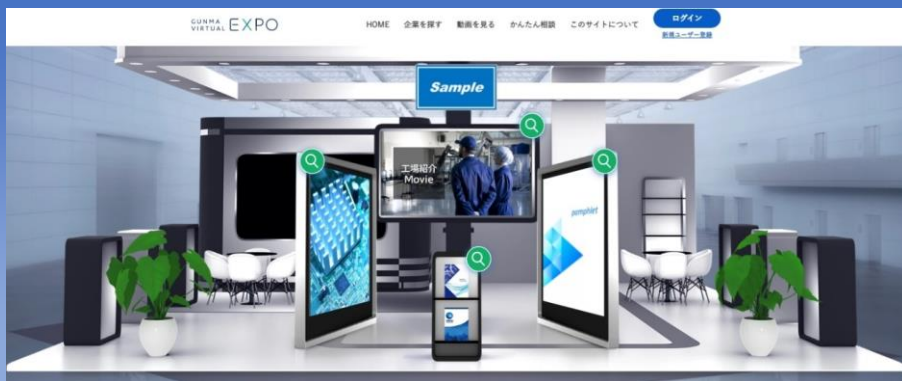 GUNMA
VIRTUAL EXPO
HOME 企業を探す 動画を見る かんたん相談 このサイトについて
ログイン
新規ユーザー登録
Sample
工場紹介
Movie
pamphlet